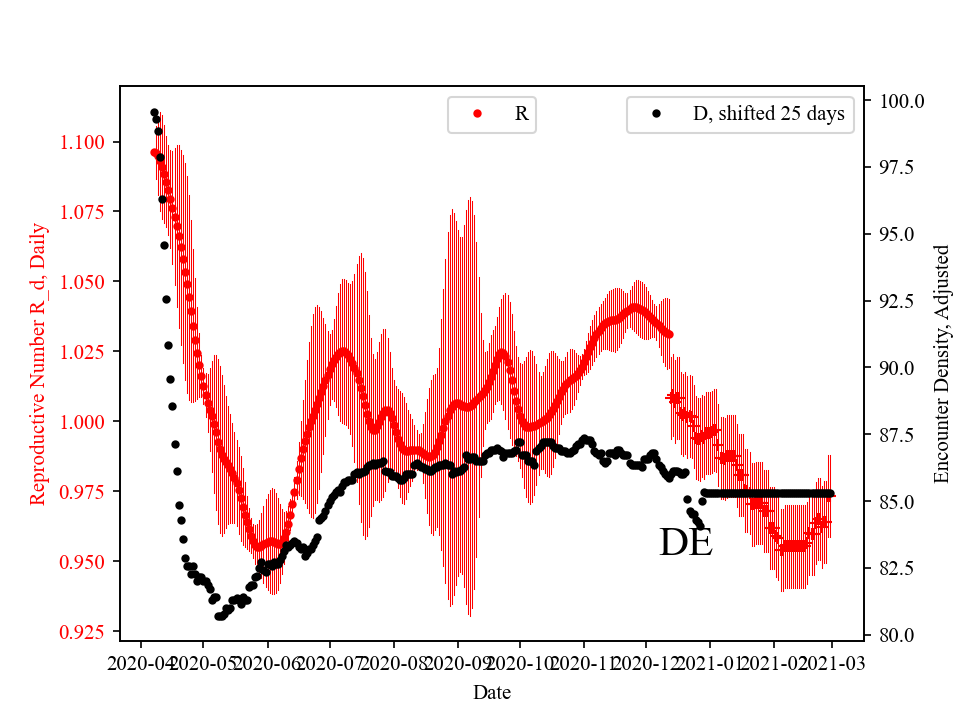 R
D, shifted 25 days
1.100
1.075
1.050
1.025
1.000
0.975
0.950
0.925
Reproductive Number R_d, Daily
100.0
97.5
95.0
92.5
90.0
87.5
85.0
82.5
80.0
Encounter Density, Adjusted
DE
2020-04 2020-05 2020-06 2020-07 2020-08 2020-09 2020-10 2020-11 2020-12 2021-01 2021-02 2021-03
Date